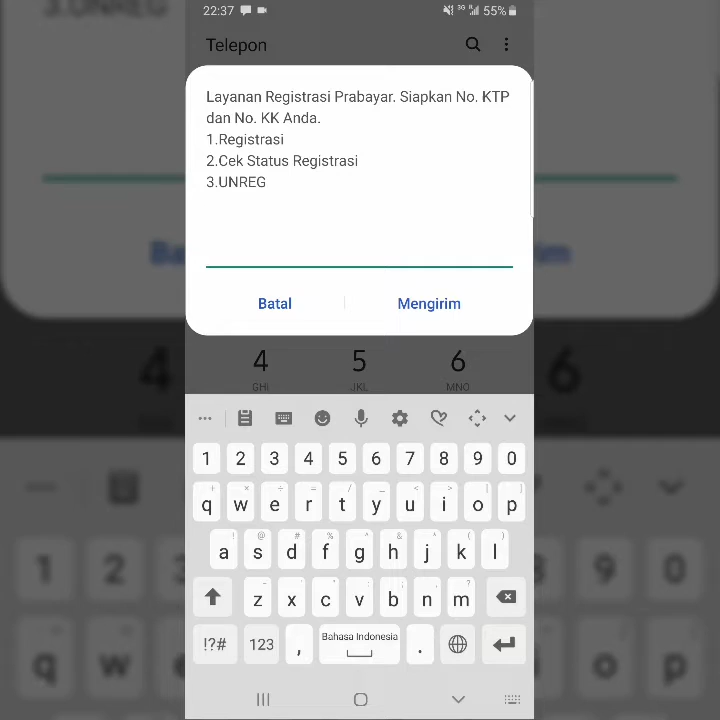 22:37 3G R 55%
Telepon
Layanan Registrasi Prabayar. Siapkan No. KTP
dan No. KK Anda.
1.Registrasi
2.Cek Status Registrasi
3.UNREG
Batal Mengirim
4 5 6
GHI JKL MNO
1 2 3 4 5 6 7 8 9 0
q w e r t y u i o p
a s d f g h j k l
z x c v b n m
!?# 123 , Bahasa Indonesia .